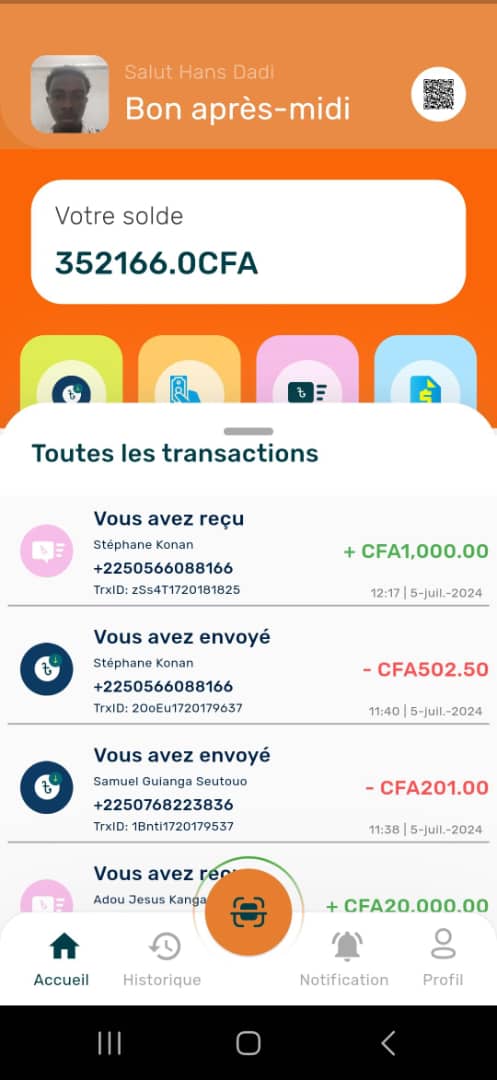 Salut Hans Dadi
Bon après-midi
Votre solde
352166.0CFA
Toutes les transactions
Vous avez reçu
Stéphane Konan
+2250566088166
TrxID: zSs4T1720181825
+ CFA1,000.00
12:17 | 5-juil.-2024
Vous avez envoyé
Stéphane Konan
+2250566088166
TrxID: 20oEu1720179637
- CFA502.50
11:40 | 5-juil.-2024
Vous avez envoyé
Samuel Guianga Seutouo
+2250768223836
TrxID: 1Bnti1720179537
- CFA201.00
11:38 | 5-juil.-2024
Vous avez reçu
Adou Jesus Kanga
+ CFA20,000.00
Accueil
Historique
Notification
Profil